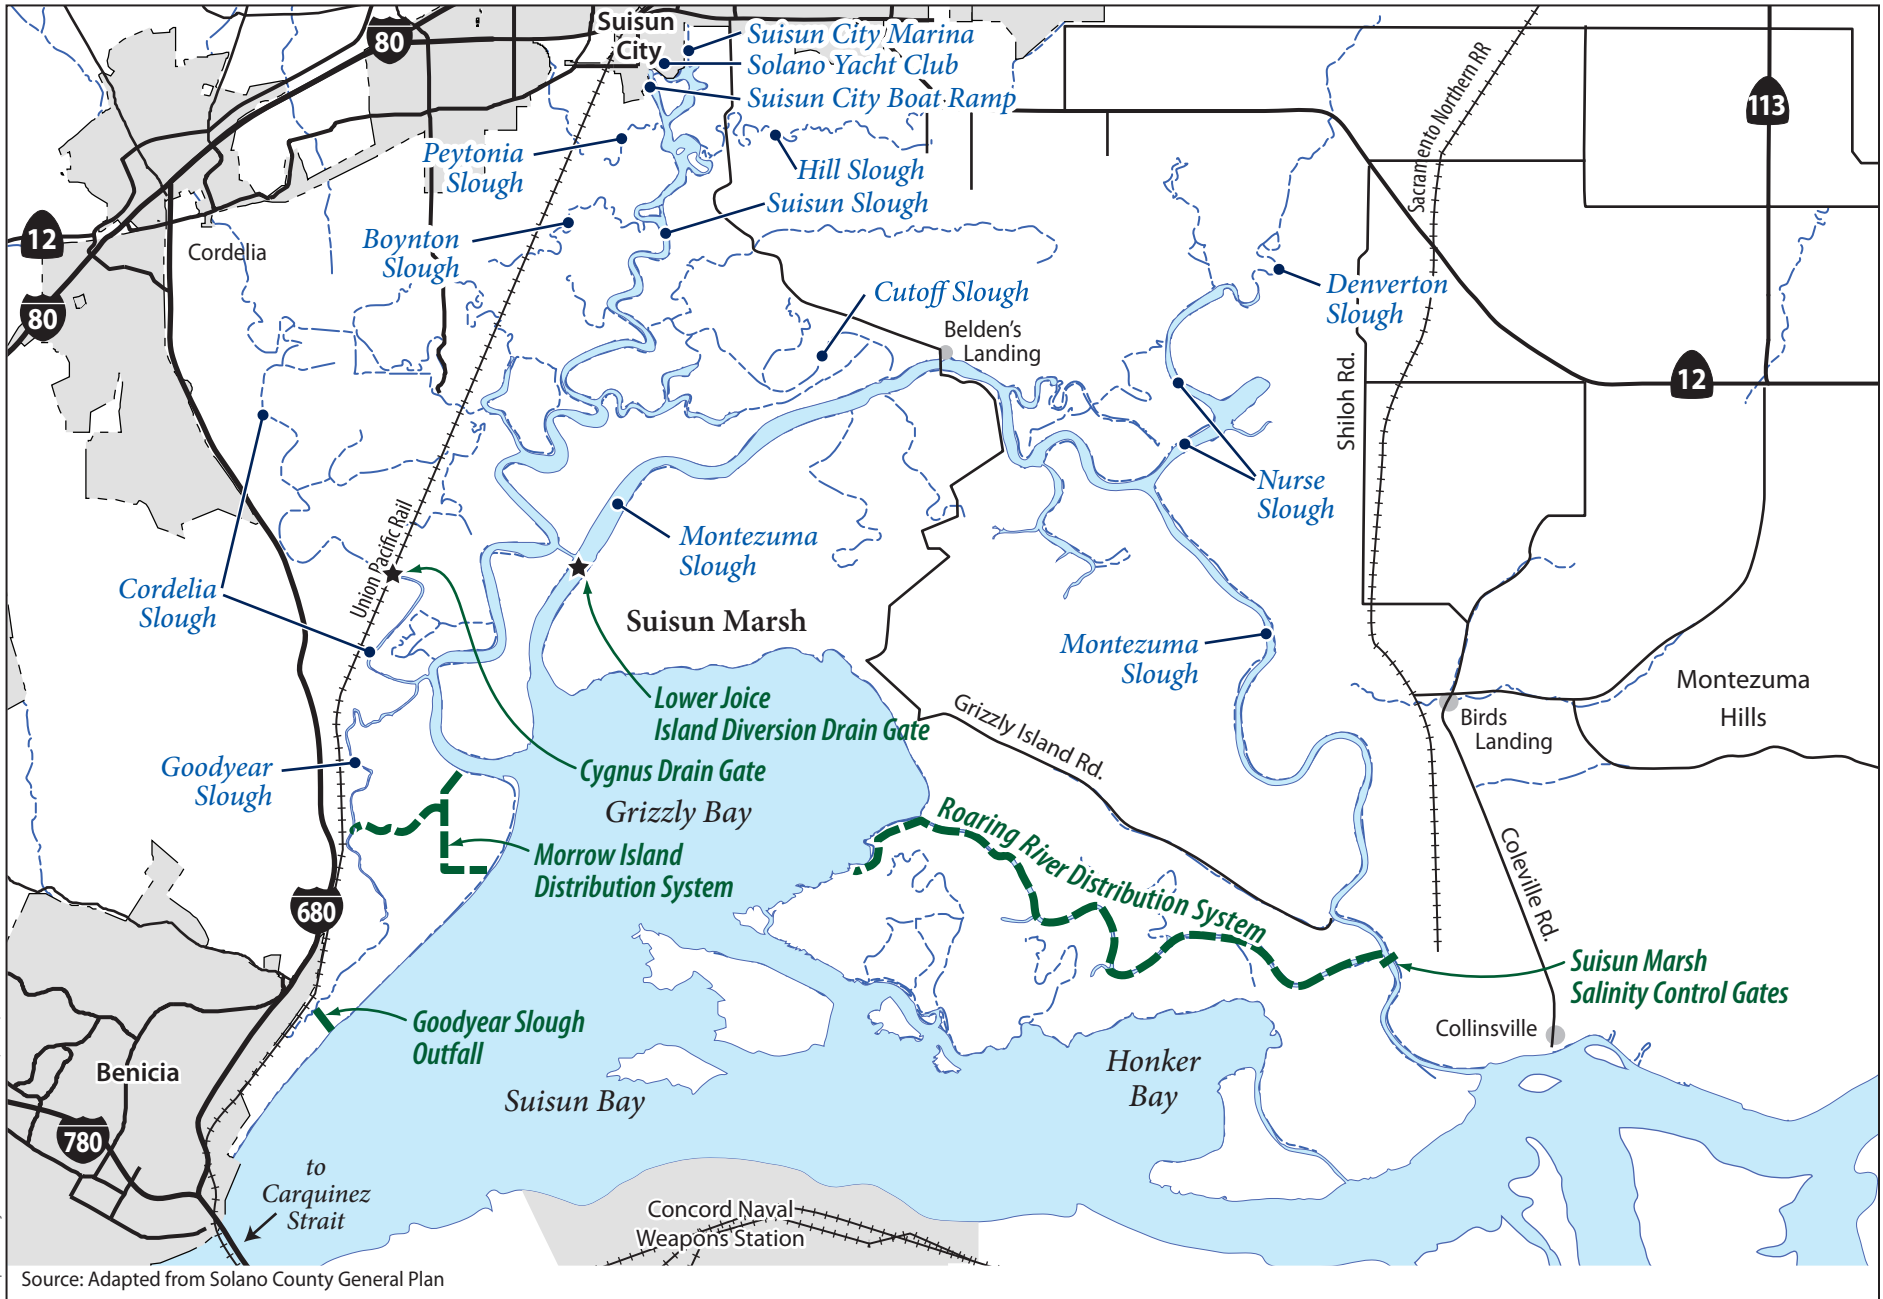 Suisun
City
80
Suisun City Marina
Solano Yacht Club
Suisun City Boat Ramp
Sacramento Northern RR
113
Peytonia
Slough
Hill Slough
Suisun Slough
12
Cordelia
Boynton
Slough
80
Cutoff Slough
Denverton
Slough
Belden's
Landing
Shiloh Rd.
12
Nurse
Slough
Union Pacific Rail
Montezuma
Slough
Cordelia
Slough
Suisun Marsh
Montezuma
Slough
Lower Joice
Island Diversion Drain Gate
Grizzly Island Rd.
Montezuma
Hills
Birds
Landing
Goodyear
Slough
Cygnus Drain Gate
Grizzly Bay
Roaring River Distribution System
Morrow Island
Distribution System
Coleville Rd.
680
Suisun Marsh
Salinity Control Gates
Goodyear Slough
Outfall
Collinsville
Benicia
Suisun Bay
Honker
Bay
780
to
Carquinez
Strait
Concord Naval
Weapons Station
Source: Adapted from Solano County General Plan